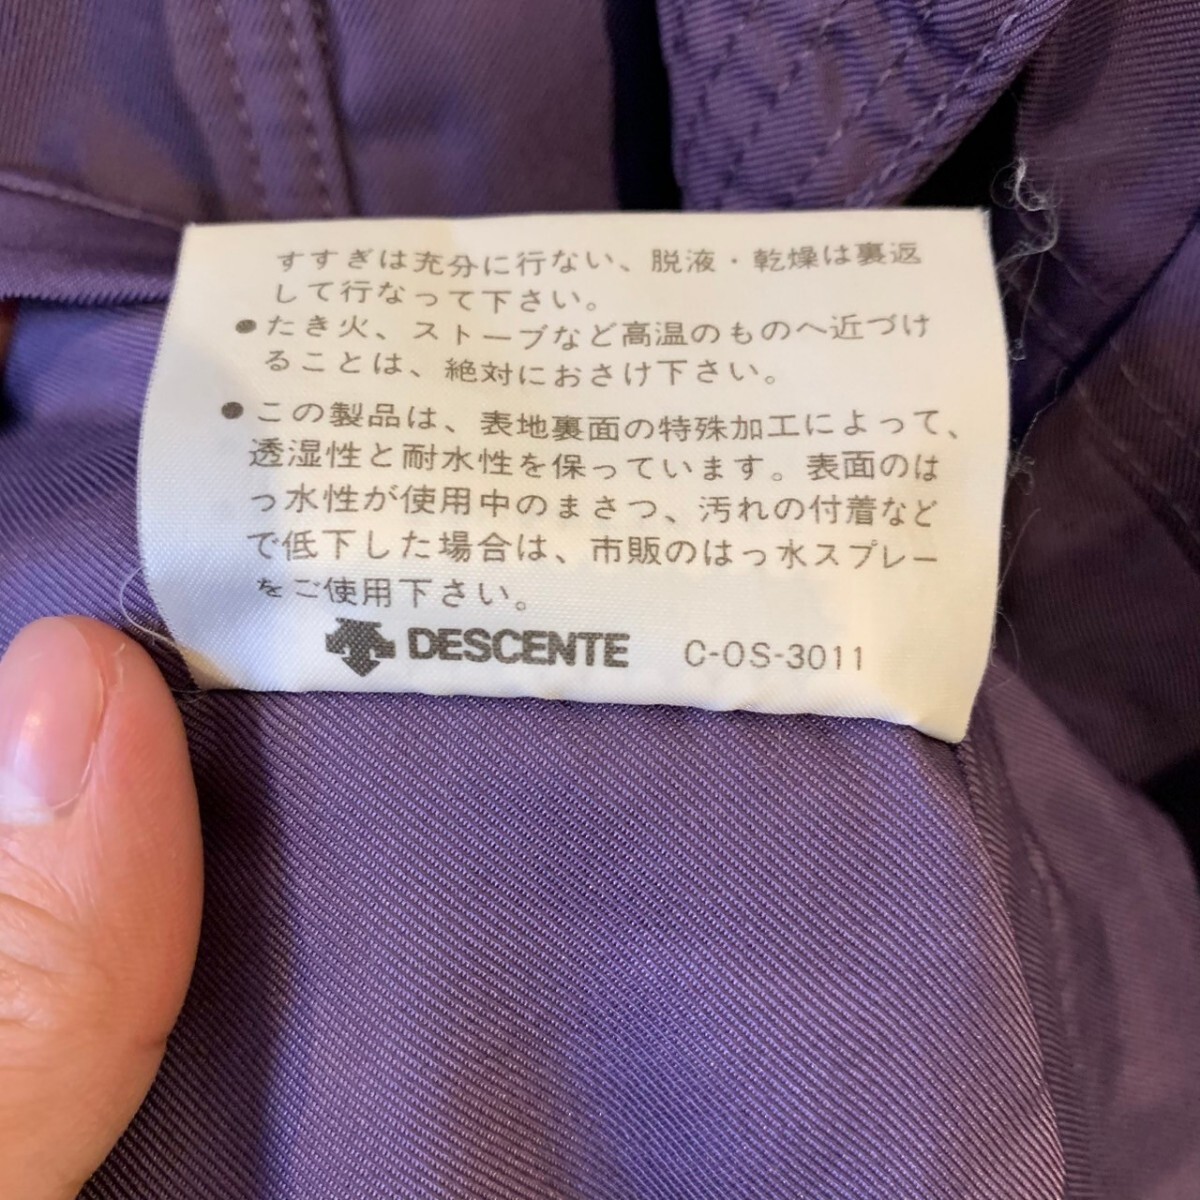 すすぎは充分に行ない、脱液・乾燥は裏返
して行なって下さい。
●たき火、ストーブなど高温のものへ近づけ
ることは、絶対におさけ下さい。
●この製品は、表地裏面の特殊加工によって、
透湿性と耐水性を保っています。表面のは
っ水性が使用中のまさつ、汚れの付着など
で低下した場合は、市販のはっ水スプレー
をご使用下さい。
DESCENTE C-OS-3011